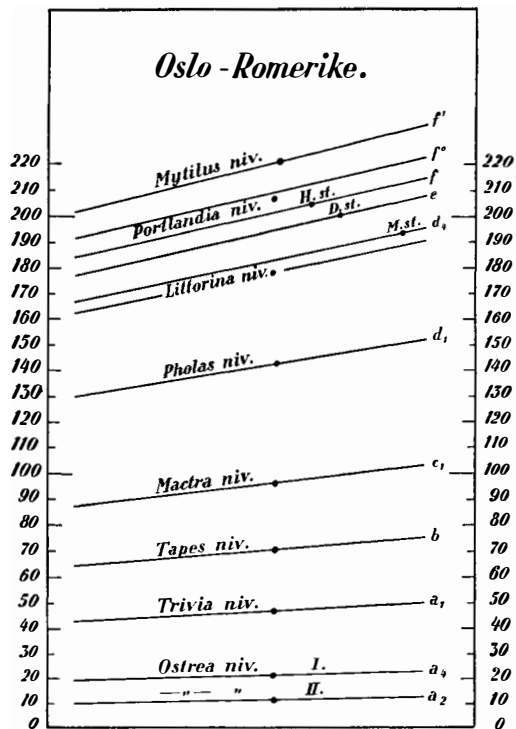 Oslo - Romerike.
f'
Mytilus niv.
220 220
f°
210 Portlandia niv. H. st. f 210
200 D. st. e 200
190 M. st. d₄ 190
180 180
170 Littorina niv. 170
160 160
150 d₁ 150
140 Pholas niv. 140
130 130
120 120
110 110
100 c₁ 100
90 Mactra niv. 90
80 80
70 Tapes niv. b 70
60 60
50 50
40 Trivia niv. a₁ 40
30 30
20 Ostrea niv. I. a₄ 20
10 —„— „ II. a₂ 10
0 0